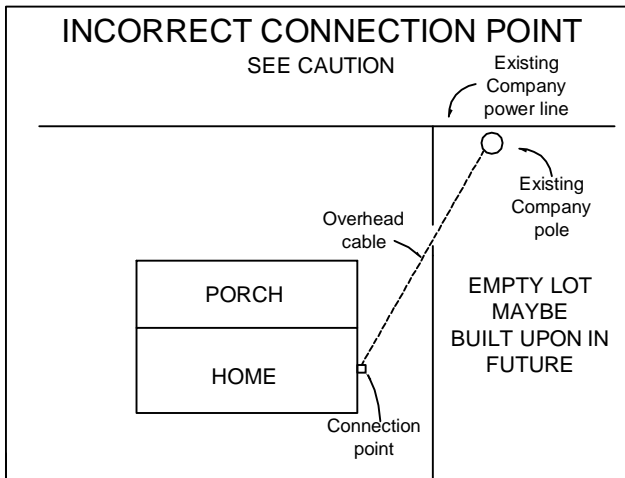 INCORRECT CONNECTION POINT
SEE CAUTION
Existing
Company
power line
Existing
Company
pole
Overhead
cable
PORCH
HOME
EMPTY LOT
MAYBE
BUILT UPON IN
FUTURE
Connection
point